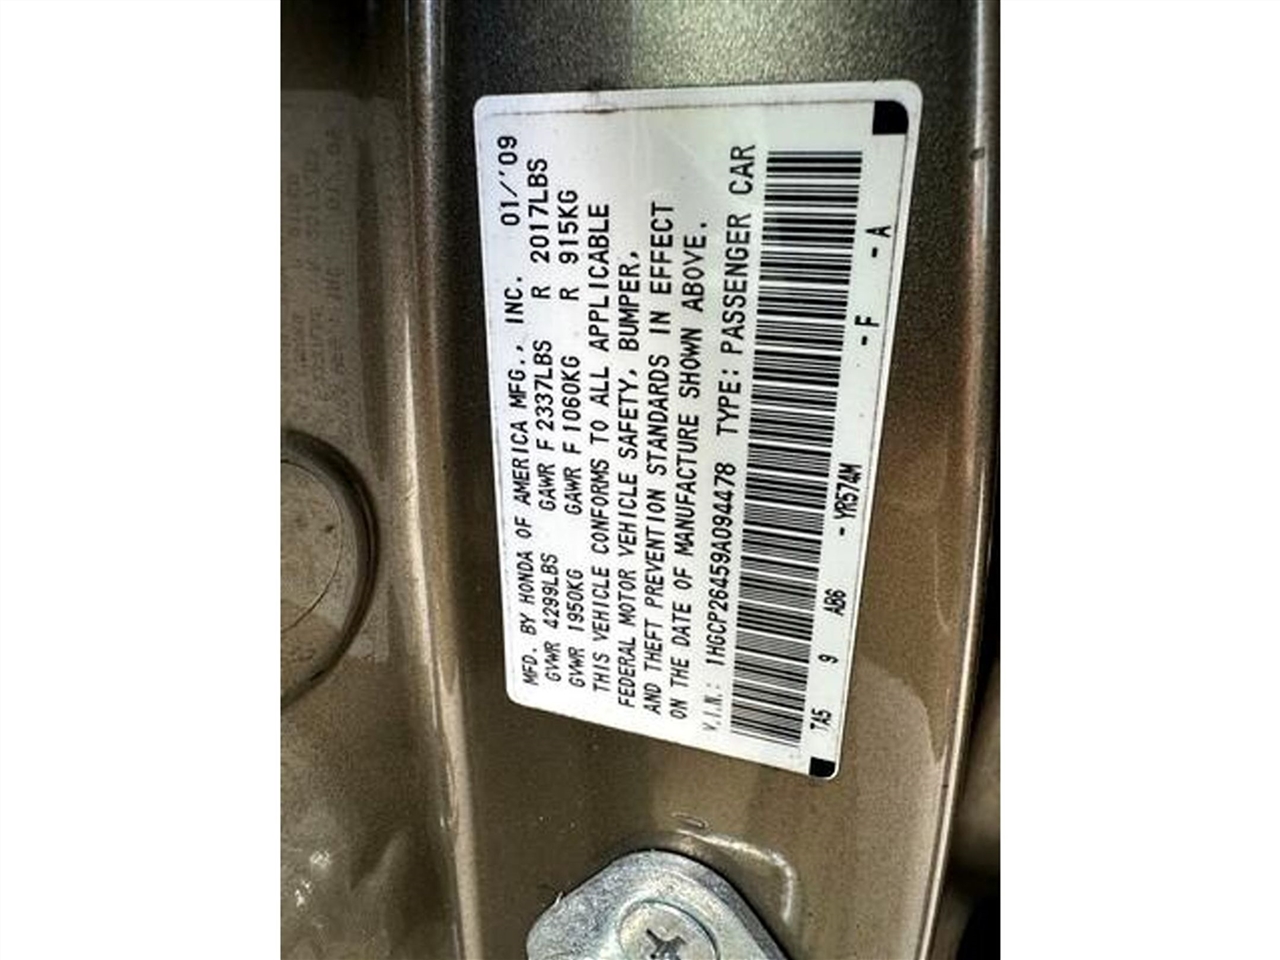 MFD. BY HONDA OF AMERICA MFG., INC. 01/'09
GVWR 4299LBS GAWR F 2337LBS R 2017LBS
GVWR 1950KG GAWR F 1060KG R 915KG
THIS VEHICLE CONFORMS TO ALL APPLICABLE
FEDERAL MOTOR VEHICLE SAFETY, BUMPER,
AND THEFT PREVENTION STANDARDS IN EFFECT
ON THE DATE OF MANUFACTURE SHOWN ABOVE.
V.I.N.: 1HGCP26459A094478 TYPE: PASSENGER CAR
TA5 9 AB6 - YR574M - F - A